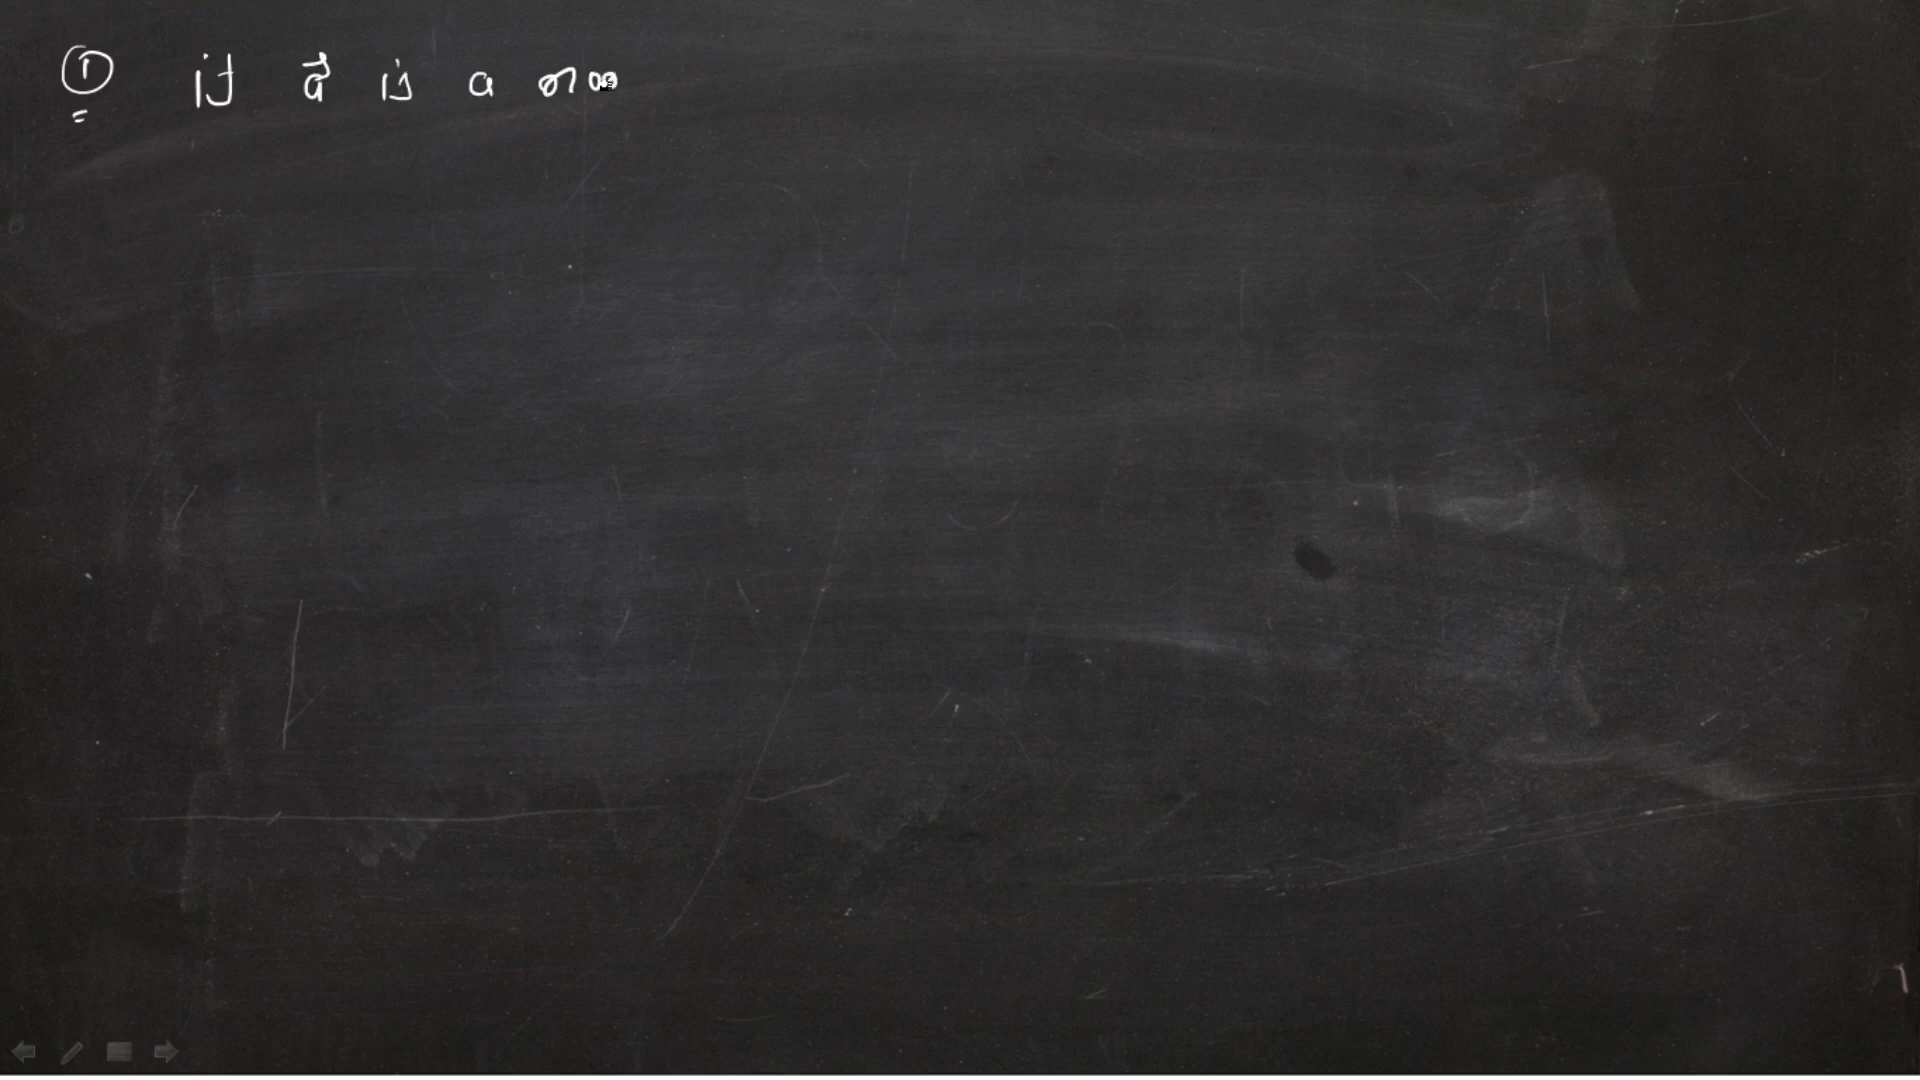 ① if a⃗ is a